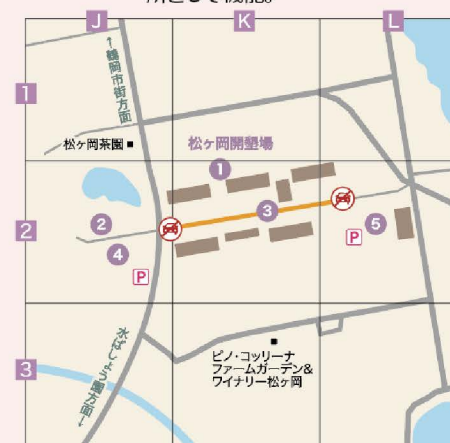 J
K
L
1
2
3
←鶴岡市街方面
松ヶ岡茶園
松ヶ岡開墾場
1
2
3
4
5
P
P
水ばしょう園方面→
ピノ・コッリーナ
ファームガーデン&
ワイナリー松ヶ岡